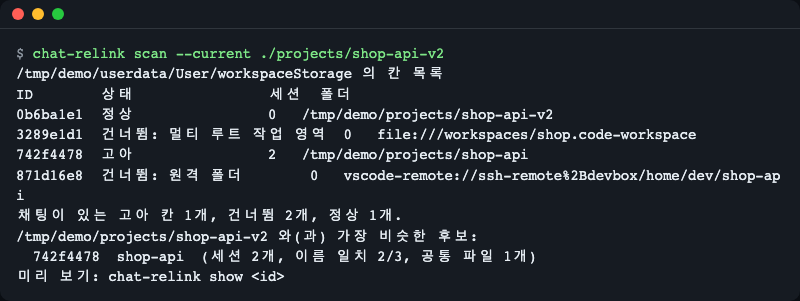 $ chat-relink scan --current ./projects/shop-api-v2
/tmp/demo/userdata/User/workspaceStorage 의 칸 목록
ID 상태 세션 폴더
0b6ba1e1 정상 0 /tmp/demo/projects/shop-api-v2
3289e1d1 건너뜀: 멀티 루트 작업 영역 0 file:///workspaces/shop.code-workspace
742f4478 고아 2 /tmp/demo/projects/shop-api
871d16e8 건너뜀: 원격 폴더 0 vscode-remote://ssh-remote%2Bdevbox/home/dev/shop-ap
i
채팅이 있는 고아 칸 1개, 건너뜀 2개, 정상 1개.
/tmp/demo/projects/shop-api-v2 와(과) 가장 비슷한 후보:
742f4478 shop-api (세션 2개, 이름 일치 2/3, 공통 파일 1개)
미리 보기: chat-relink show <id>